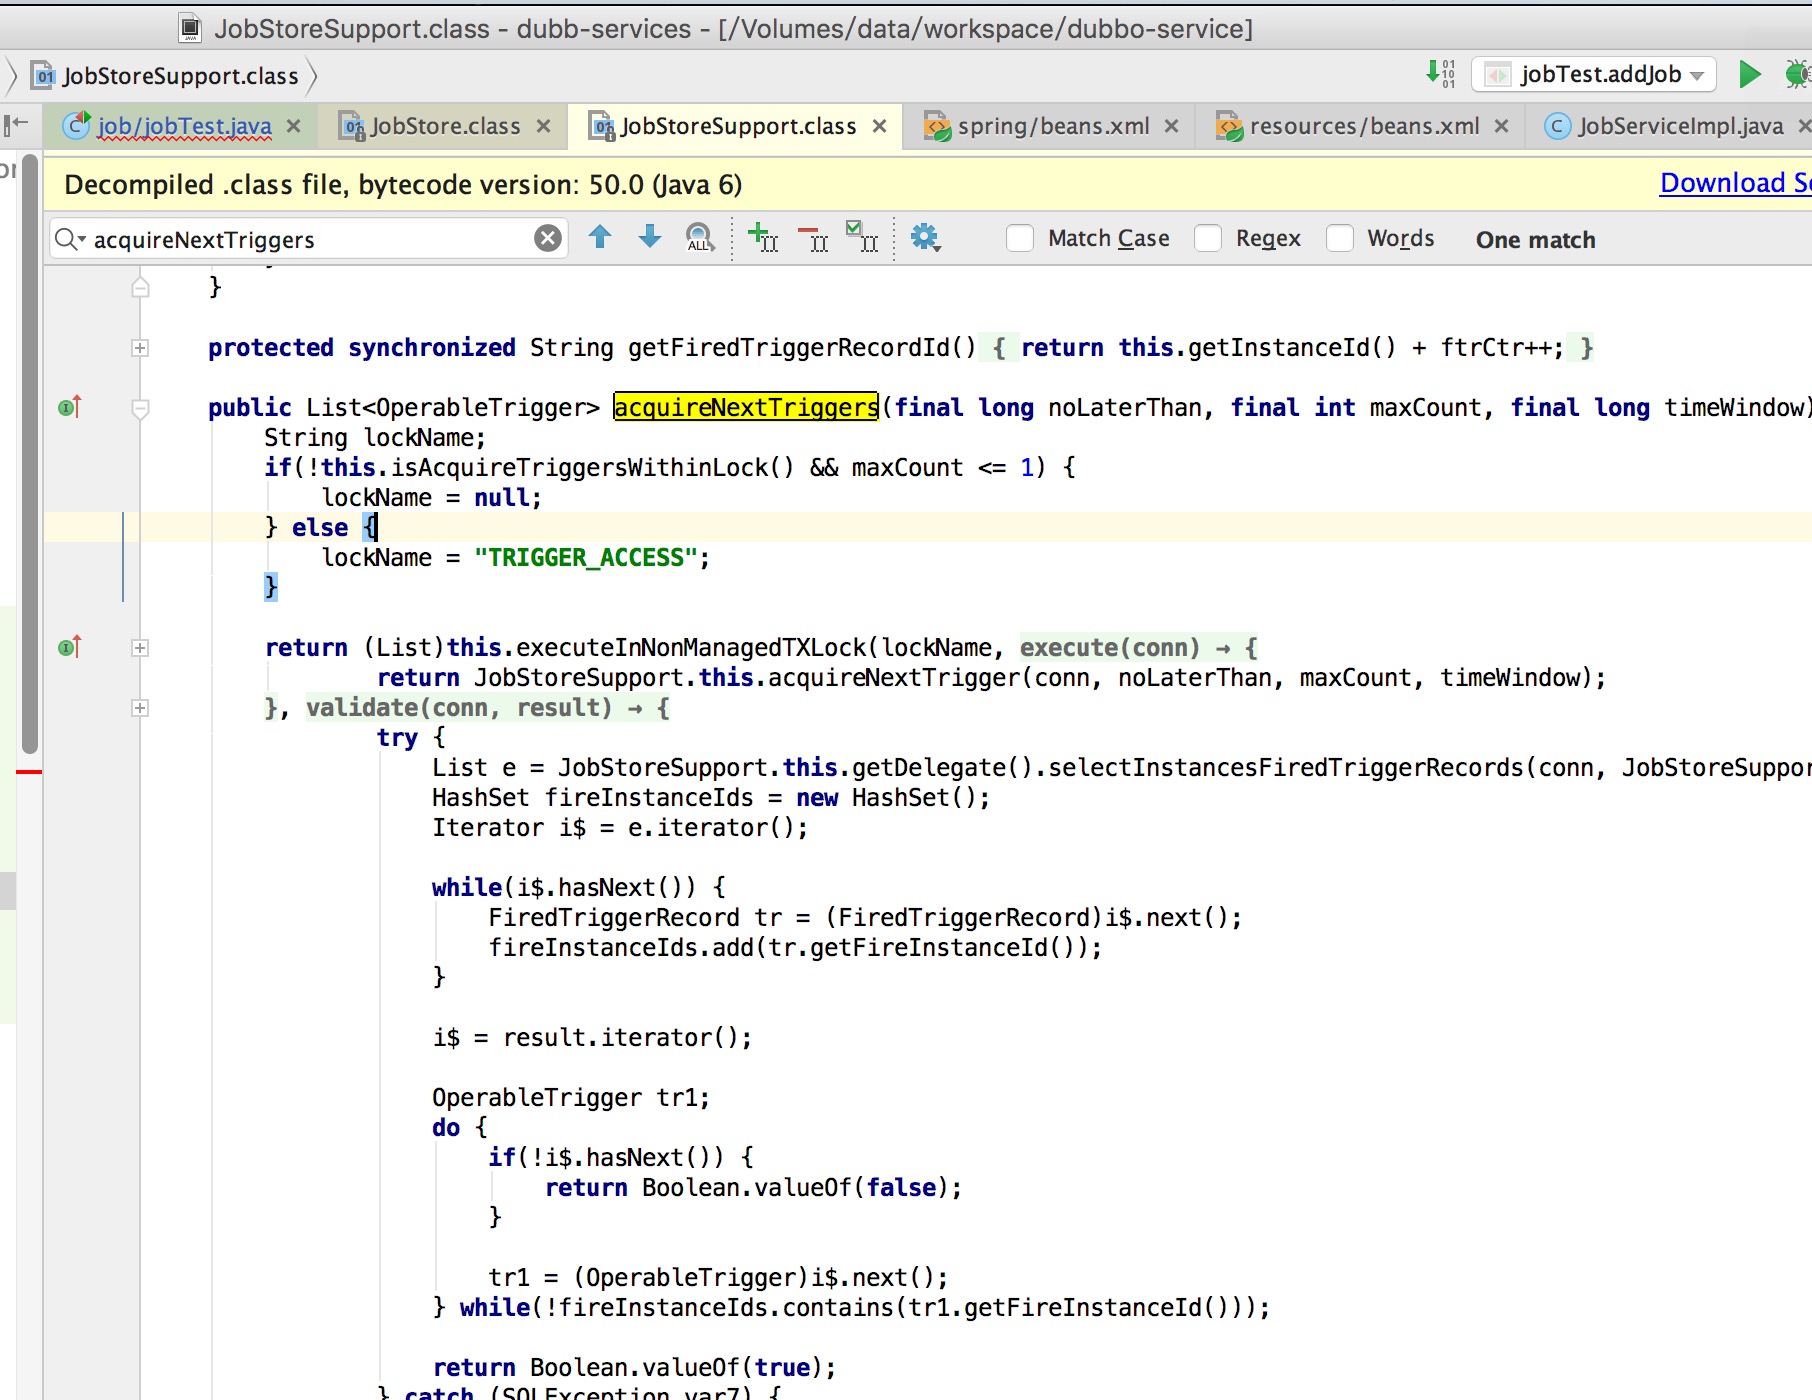 JobStoreSupport.class - dubb-services - [/Volumes/data/workspace/dubbo-service]
JobStoreSupport.class
jobTest.addJob
job/jobTest.java JobStore.class JobStoreSupport.class spring/beans.xml resources/beans.xml JobServiceImpl.java
Decompiled .class file, bytecode version: 50.0 (Java 6) Download
acquireNextTriggers ALL Match Case Regex Words One match
}
protected synchronized String getFiredTriggerRecordId() { return this.getInstanceId() + ftrCtr++; }
public List<OperableTrigger> acquireNextTriggers(final long noLaterThan, final int maxCount, final long timeWindow)
String lockName;
if(!this.isAcquireTriggersWithinLock() && maxCount <= 1) {
lockName = null;
} else {
lockName = "TRIGGER_ACCESS";
}
return (List)this.executeInNonManagedTXLock(lockName, execute(conn) → {
return JobStoreSupport.this.acquireNextTrigger(conn, noLaterThan, maxCount, timeWindow);
}, validate(conn, result) → {
try {
List e = JobStoreSupport.this.getDelegate().selectInstancesFiredTriggerRecords(conn, JobStoreSuppor
HashSet fireInstanceIds = new HashSet();
Iterator i$ = e.iterator();
while(i$.hasNext()) {
FiredTriggerRecord tr = (FiredTriggerRecord)i$.next();
fireInstanceIds.add(tr.getFireInstanceId());
}
i$ = result.iterator();
OperableTrigger tr1;
do {
if(!i$.hasNext()) {
return Boolean.valueOf(false);
}
tr1 = (OperableTrigger)i$.next();
} while(!fireInstanceIds.contains(tr1.getFireInstanceId()));
return Boolean.valueOf(true);
} catch (SQLException var7) {